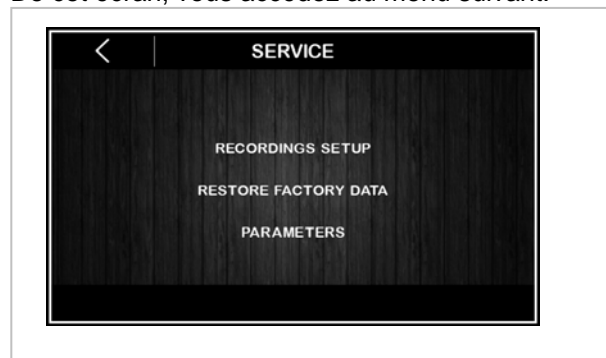 De cet écran, vous accédez au menu suivant:
SERVICE
RECORDINGS SETUP
RESTORE FACTORY DATA
PARAMETERS